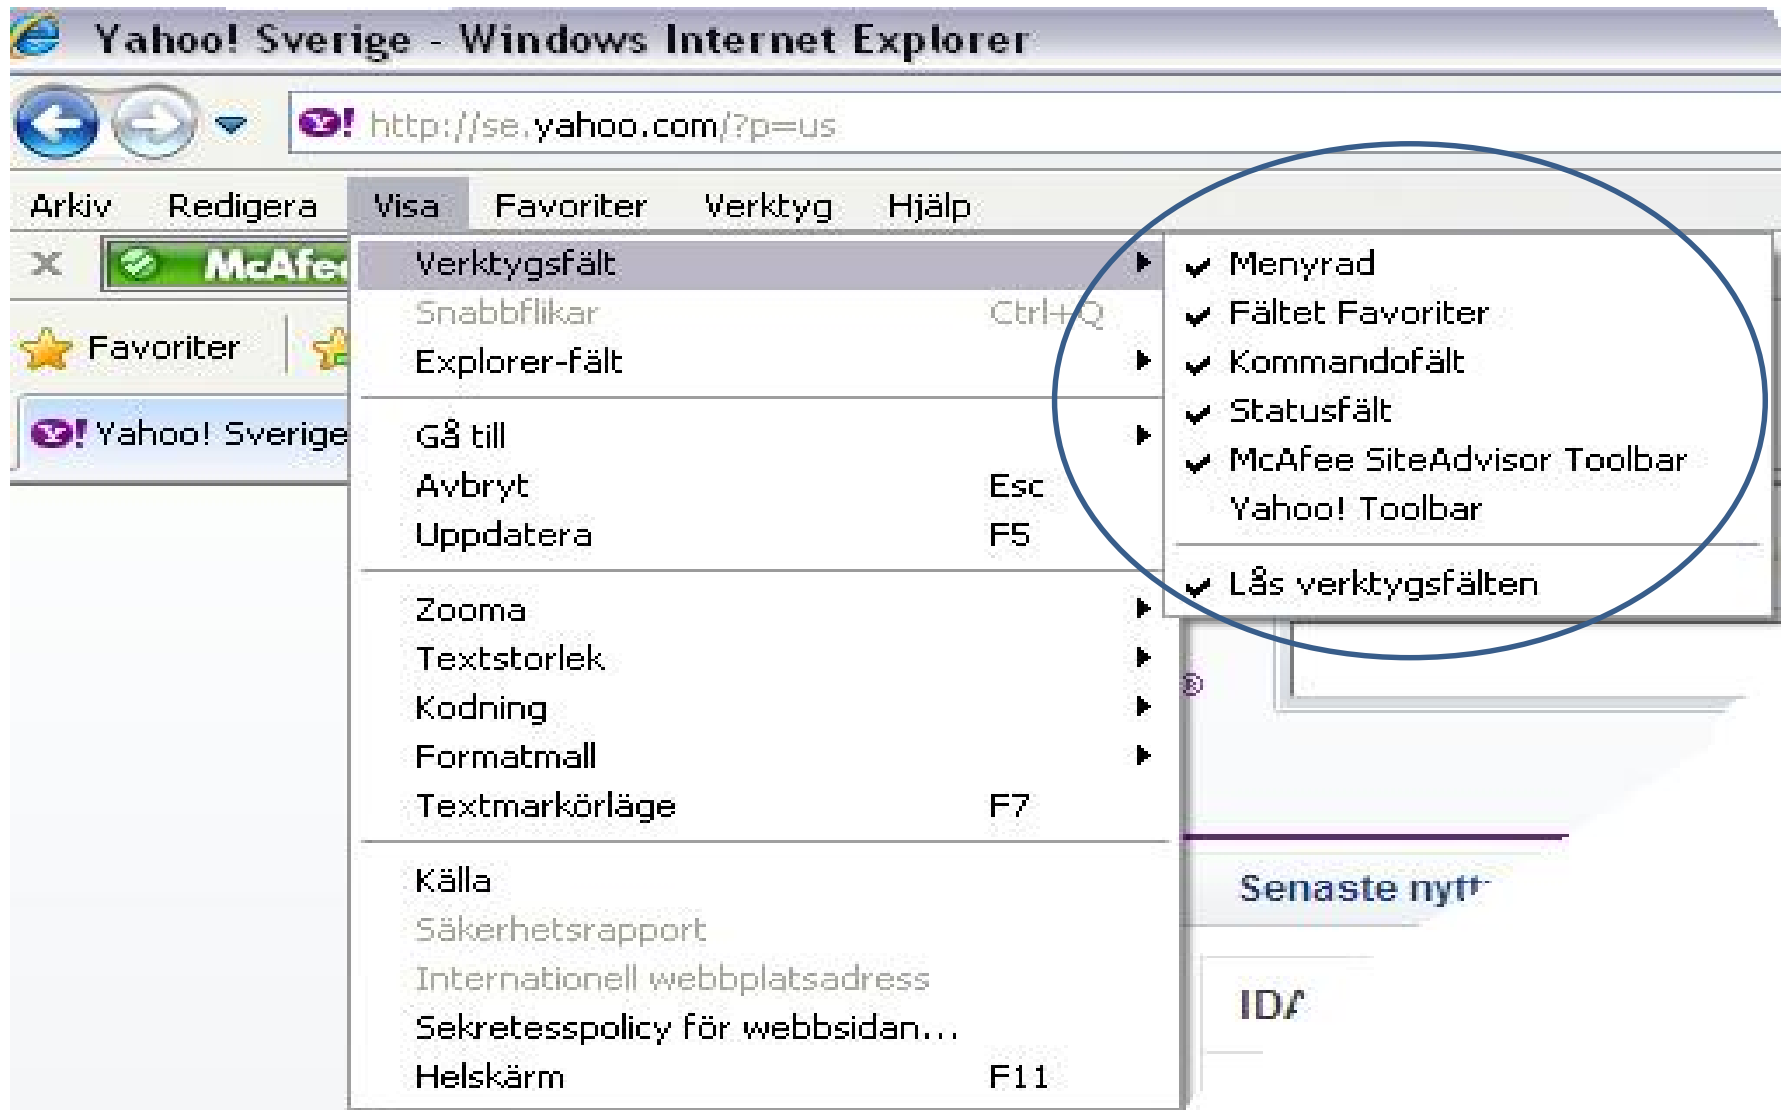 Yahoo! Sverige - Windows Internet Explorer
http://se.yahoo.com/?p=us
Arkiv Redigera Visa Favoriter Verktyg Hjälp
McAfee
Favoriter
Yahoo! Sverige
Verktygsfält
Snabbflikar Ctrl+Q
Explorer-fält
Gå till
Avbryt Esc
Uppdatera F5
Zooma
Textstorlek
Kodning
Formatmall
Textmarkörläge F7
Källa
Säkerhetsrapport
Internationell webbplatsadress
Sekretesspolicy för webbsidan...
Helskärm F11
Menyrad
Fältet Favoriter
Kommandofält
Statusfält
McAfee SiteAdvisor Toolbar
Yahoo! Toolbar
Lås verktygsfälten
®
Senaste nytt